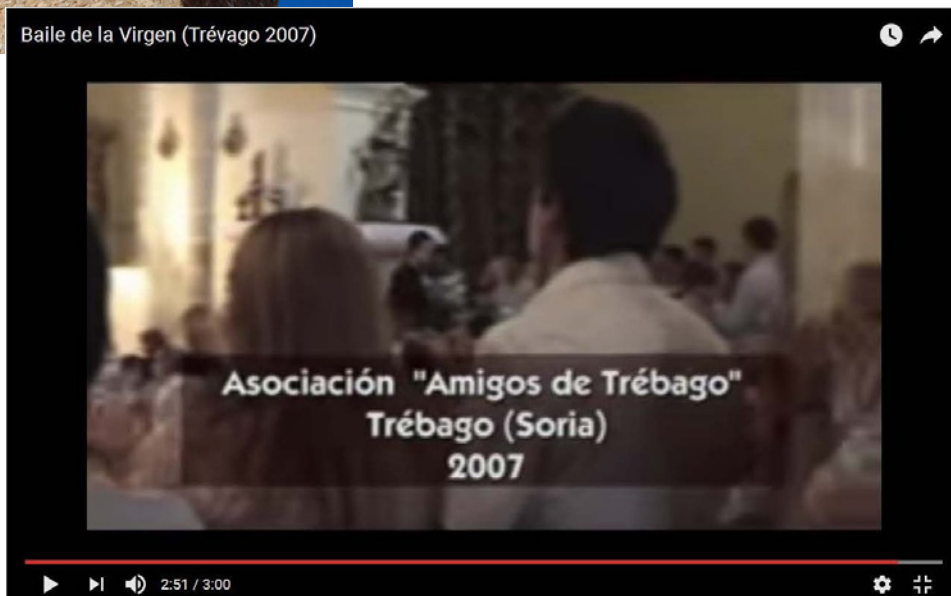 Baile de la Virgen (Trévago 2007)
Asociación "Amigos de Trébago"
Trébago (Soria)
2007
2:51 / 3:00